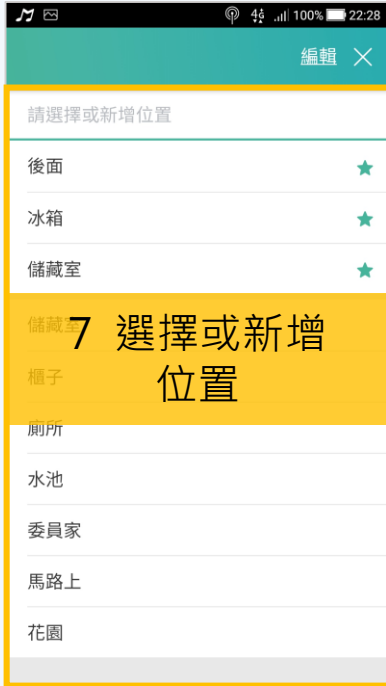 4G 100% 22:28
編輯
請選擇或新增位置
後面
冰箱
儲藏室
儲藏室
7 選擇或新增
櫃子
位置
廁所
水池
委員家
馬路上
花園